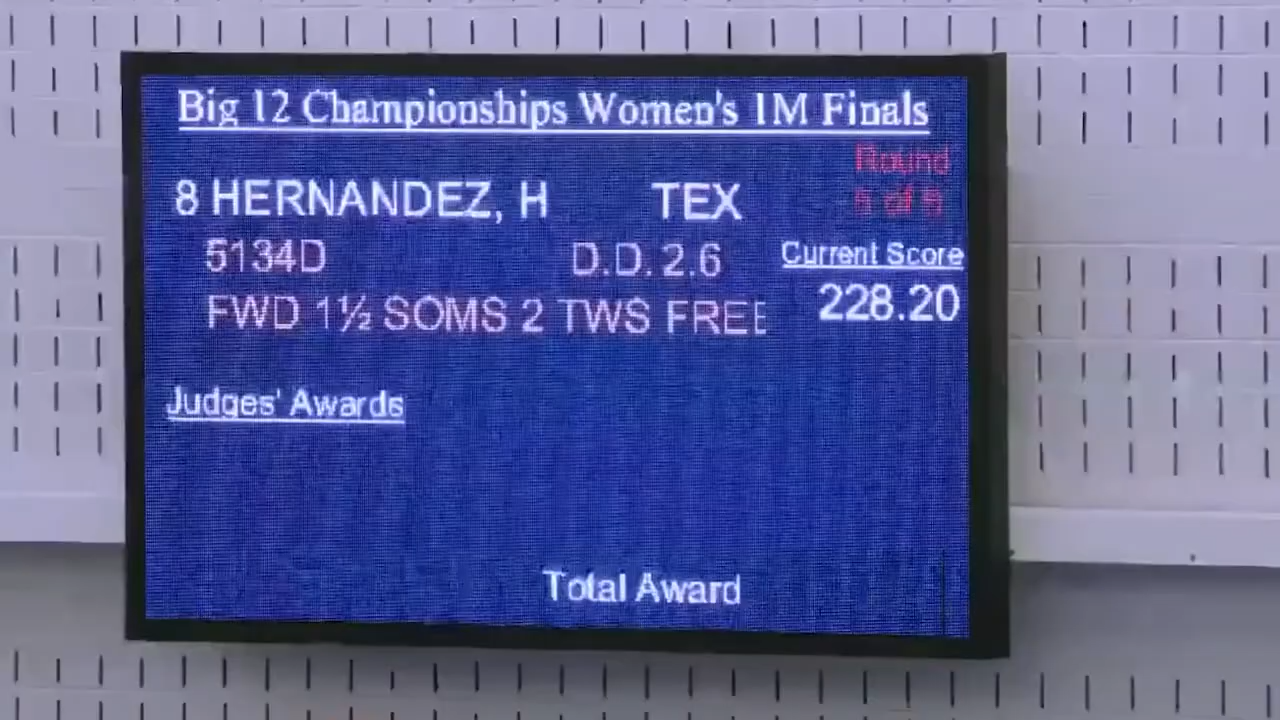 Big 12 Championships Women's 1M Finals
Round
8 HERNANDEZ, H TEX
5134D D.D. 2.6 Current Score
FWD 1½ SOMS 2 TWS FREE 228.20
Judges' Awards
Total Award